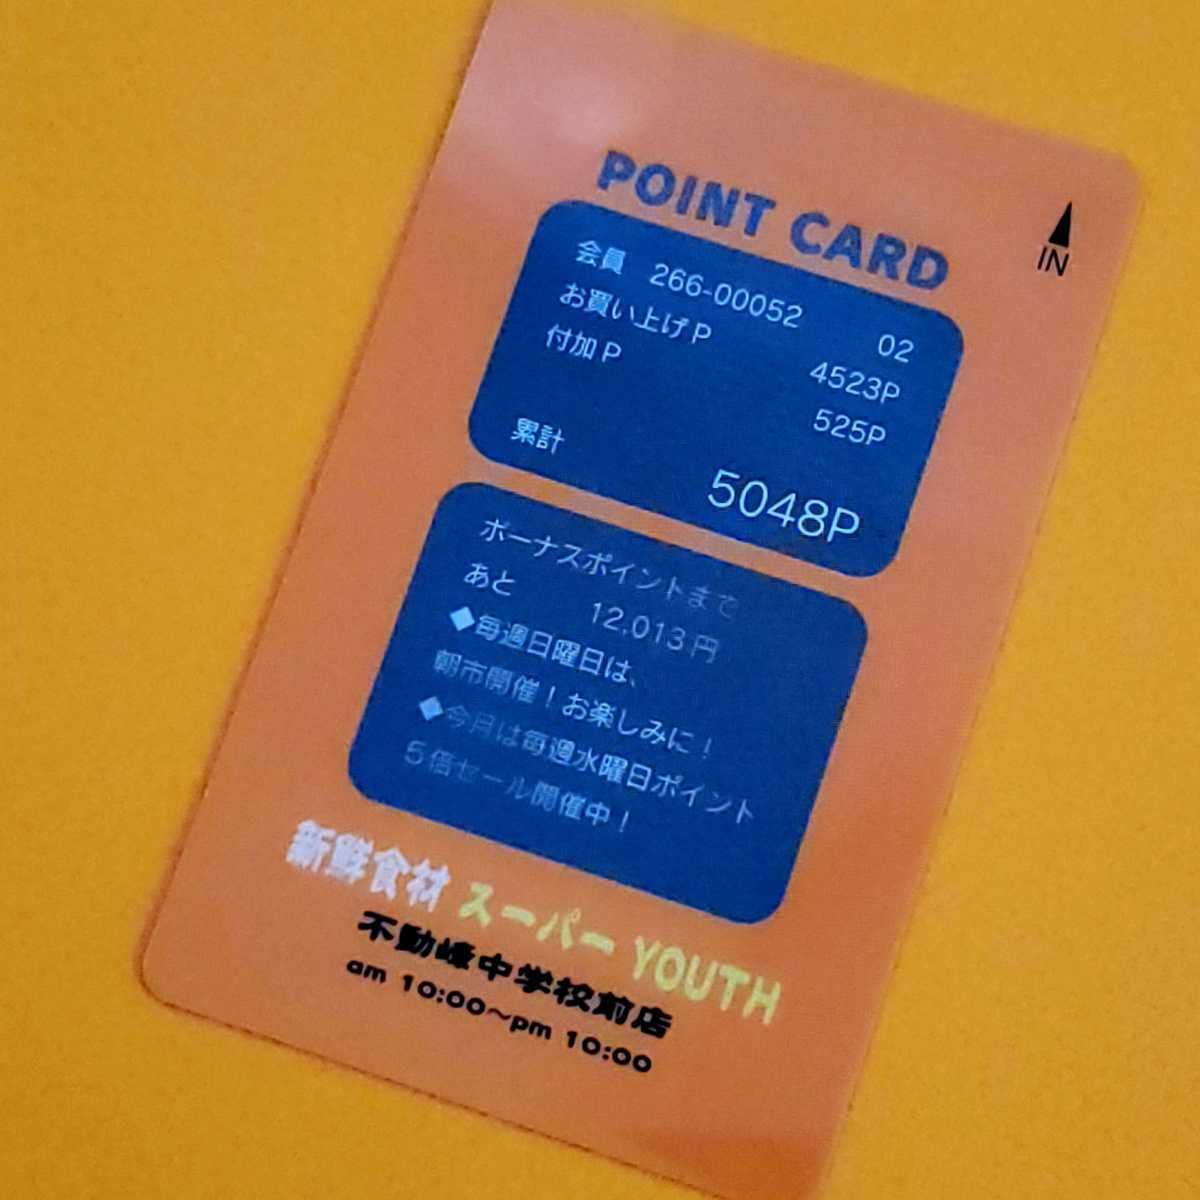 POINT CARD
IN
会員 266-00052 02
お買い上げP 4523P
付加P 525P
累計 5048P
ボーナスポイントまで
あと 12,013円
◆毎週日曜日は、
朝市開催！お楽しみに！
◆今月は毎週水曜日ポイント
5倍セール開催中！
新鮮食材 スーパー YOUTH
不動峰中学校前店
am 10:00〜pm 10:00